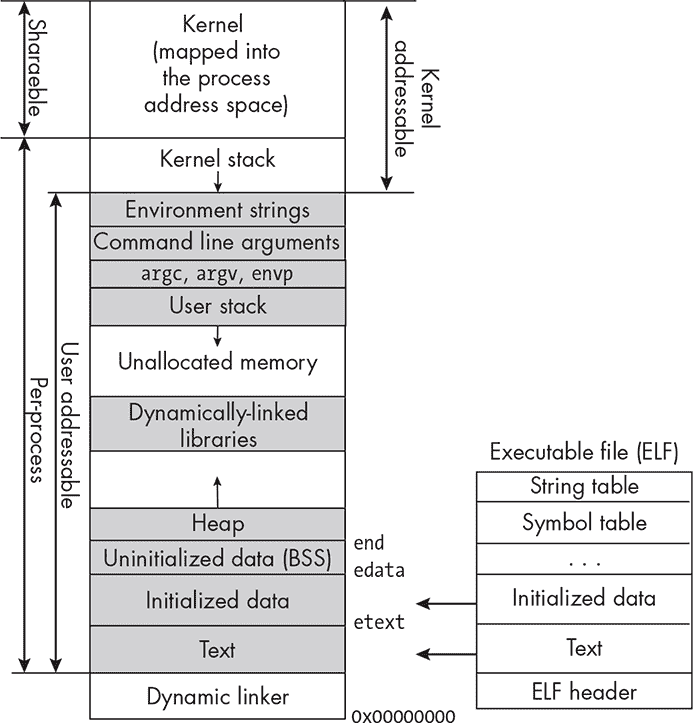 Shareable
Kernel
(mapped into
the process
address space)
Kernel
addressable
Kernel stack
Environment strings
Command line arguments
argc, argv, envp
User stack
Unallocated memory
User addressable
Per-process
Dynamically-linked
libraries
Heap
end
Uninitialized data (BSS)
edata
Initialized data
etext
Text
Dynamic linker
0x00000000
Executable file (ELF)
String table
Symbol table
. . .
Initialized data
Text
ELF header